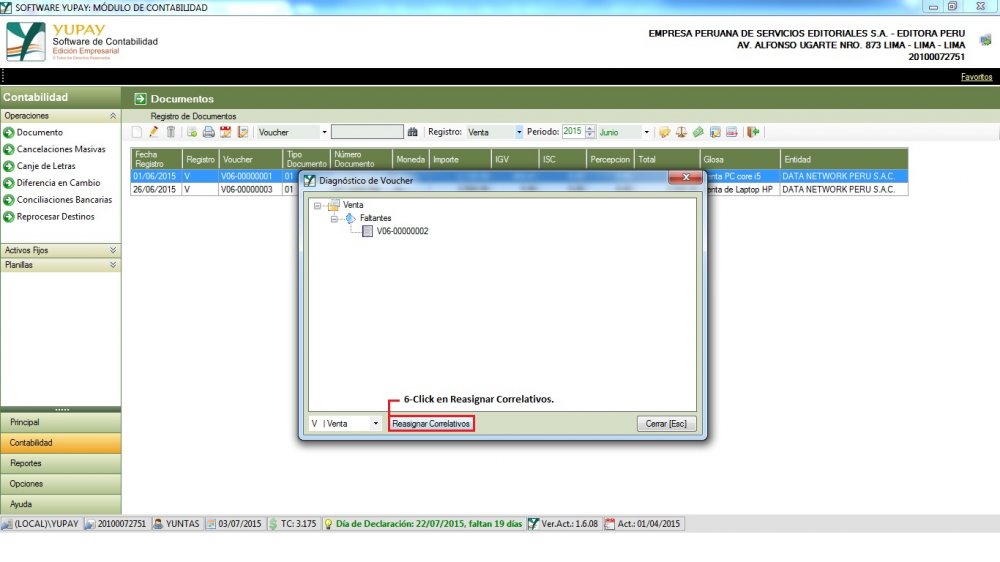 SOFTWARE YUPAY: MÓDULO DE CONTABILIDAD
YUPAY
Software de Contabilidad
Edición Empresarial
EMPRESA PERUANA DE SERVICIOS EDITORIALES S.A. - EDITORA PERU
AV. ALFONSO UGARTE NRO. 873 LIMA - LIMA - LIMA
20100072751
Favoritos
Contabilidad
Documentos
Operaciones
Registro de Documentos
Documento
Voucher
Registro: Venta
Periodo: 2015 Junio
Cancelaciones Masivas
Canje de Letras
Diferencia en Cambio
Conciliaciones Bancarias
Reprocesar Destinos
Fecha Registro
Registro
Voucher
Tipo Documento
Número Documento
Moneda
Importe
IGV
ISC
Percepcion
Total
Glosa
Entidad
01/06/2015 V V06-00000001 01 PC core i5 DATA NETWORK PERU S.A.C.
26/06/2015 V V06-00000003 01 de Laptop HP DATA NETWORK PERU S.A.C.
Diagnóstico de Voucher
Venta
Faltantes
V06-00000002
Activos Fijos
Planillas
6-Click en Reasignar Correlativos.
V | Venta
Reasignar Correlativos
Cerrar [Esc]
Principal
Contabilidad
Reportes
Opciones
Ayuda
(LOCAL)\YUPAY 20100072751 YUNTAS 03/07/2015 TC: 3.175 Día de Declaración: 22/07/2015, faltan 19 días Ver.Act.: 1.6.08 Act.: 01/04/2015